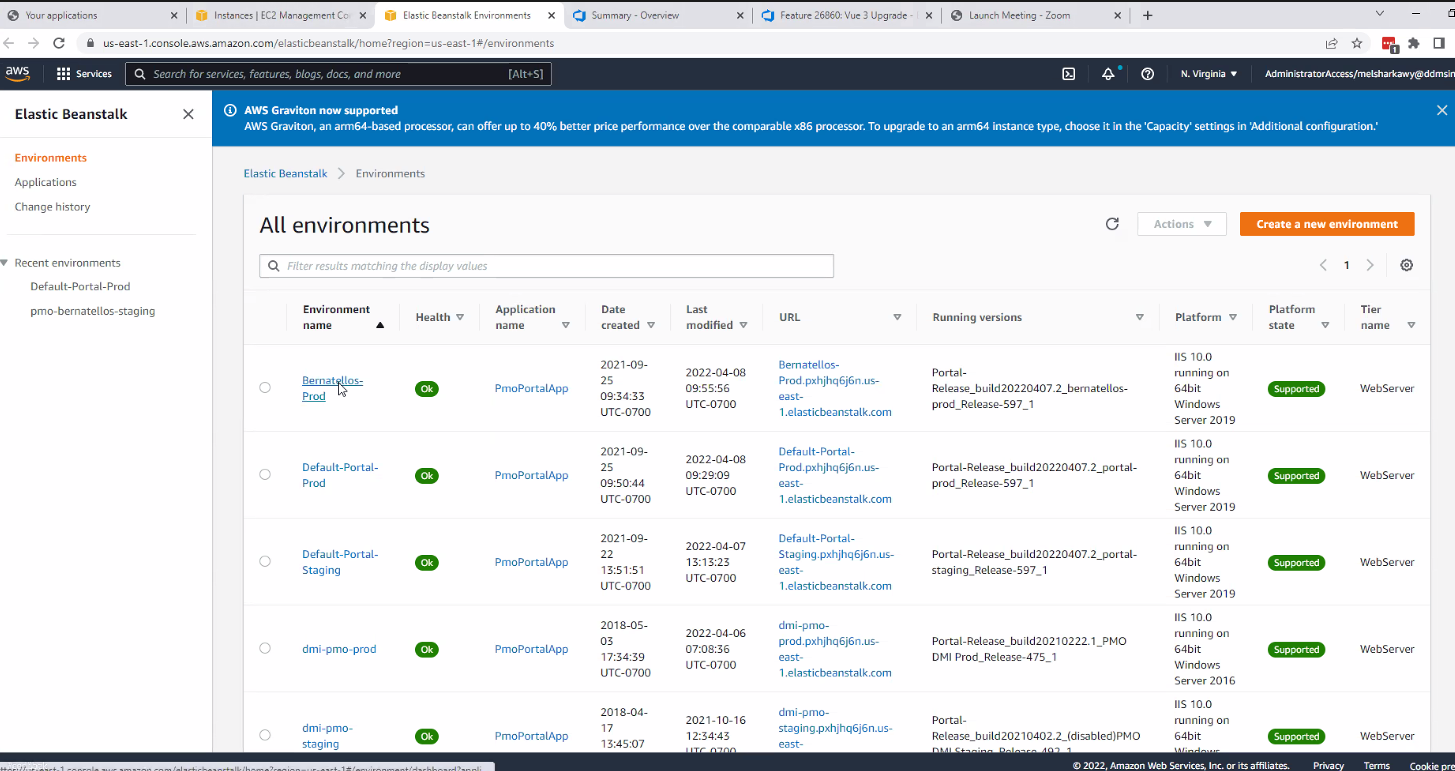 Your applications
Instances | EC2 Management Co
Elastic Beanstalk Environments
Summary - Overview
Feature 26860: Vue 3 Upgrade -
Launch Meeting - Zoom
us-east-1.console.aws.amazon.com/elasticbeanstalk/home?region=us-east-1#/environments
1
aws
Services
Search for services, features, blogs, docs, and more
[Alt+S]
N. Virginia
AdministratorAccess/melsharkawy@ddmsin
Elastic Beanstalk
Environments
Applications
Change history
Recent environments
Default-Portal-Prod
pmo-bernatellos-staging
AWS Graviton now supported
AWS Graviton, an arm64-based processor, can offer up to 40% better price performance over the comparable x86 processor. To upgrade to an arm64 instance type, choose it in the 'Capacity' settings in 'Additional configuration.'
Elastic Beanstalk
Environments
All environments
Actions
Create a new environment
Filter results matching the display values
1
Environment
name
Health
Application
name
Date
created
Last
modified
URL
Running versions
Platform
Platform
state
Tier
name
Bernatellos-
Prod
Ok
PmoPortalApp
2021-09-
25
09:34:33
UTC-0700
2022-04-08
09:55:56
UTC-0700
Bernatellos-
Prod.pxhjhq6j6n.us-
east-
1.elasticbeanstalk.com
Portal-
Release_build20220407.2_bernatellos-
prod_Release-597_1
IIS 10.0
running on
64bit
Windows
Server 2019
Supported
WebServer
Default-Portal-
Prod
Ok
PmoPortalApp
2021-09-
25
09:50:44
UTC-0700
2022-04-08
09:29:09
UTC-0700
Default-Portal-
Prod.pxhjhq6j6n.us-
east-
1.elasticbeanstalk.com
Portal-Release_build20220407.2_portal-
prod_Release-597_1
IIS 10.0
running on
64bit
Windows
Server 2019
Supported
WebServer
Default-Portal-
Staging
Ok
PmoPortalApp
2021-09-
22
13:51:51
UTC-0700
2022-04-07
13:13:23
UTC-0700
Default-Portal-
Staging.pxhjhq6j6n.us-
east-
1.elasticbeanstalk.com
Portal-Release_build20220407.2_portal-
staging_Release-597_1
IIS 10.0
running on
64bit
Windows
Server 2019
Supported
WebServer
dmi-pmo-prod
Ok
PmoPortalApp
2018-05-
03
17:34:39
UTC-0700
2022-04-06
07:08:36
UTC-0700
dmi-pmo-
prod.pxhjhq6j6n.us-
east-
1.elasticbeanstalk.com
Portal-Release_build20210222.1_PMO
DMI Prod_Release-475_1
IIS 10.0
running on
64bit
Windows
Server 2016
Supported
WebServer
dmi-pmo-
staging
Ok
PmoPortalApp
2018-04-
17
13:45:07
2021-10-16
12:34:43
UTC-0700
dmi-pmo-
staging.pxhjhq6j6n.us-
east-
Portal-
Release_build20210402.2_(disabled)PMO
DMI Staging_Release-492_1
IIS 10.0
running on
64bit
Windows
Supported
WebServer
© 2022, Amazon Web Services, Inc. or its affiliates.
Privacy
Terms
Cookie pre